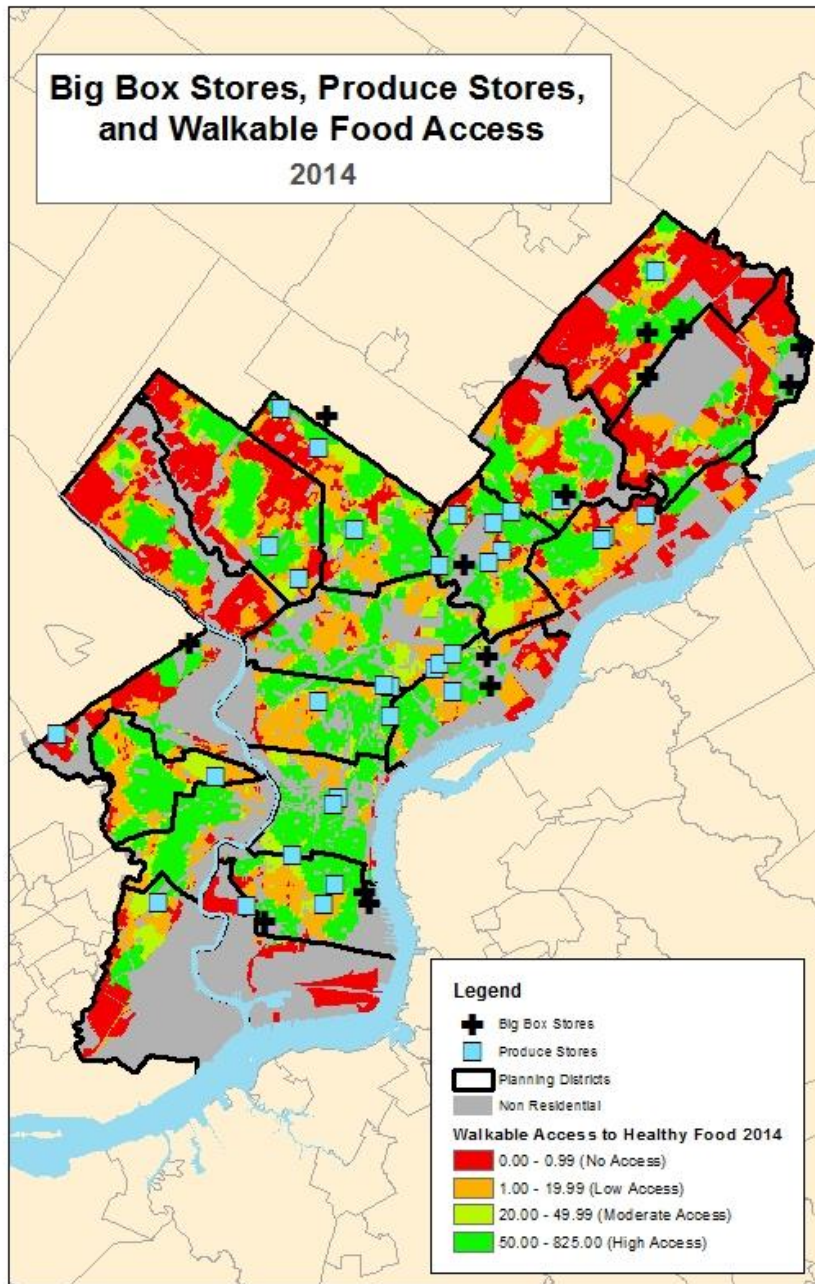 Big Box Stores, Produce Stores,
and Walkable Food Access
2014
Legend
Big Box Stores
Produce Stores
Planning Districts
Non Residential
Walkable Access to Healthy Food 2014
0.00 - 0.99 (No Access)
1.00 - 19.99 (Low Access)
20.00 - 49.99 (Moderate Access)
50.00 - 825.00 (High Access)